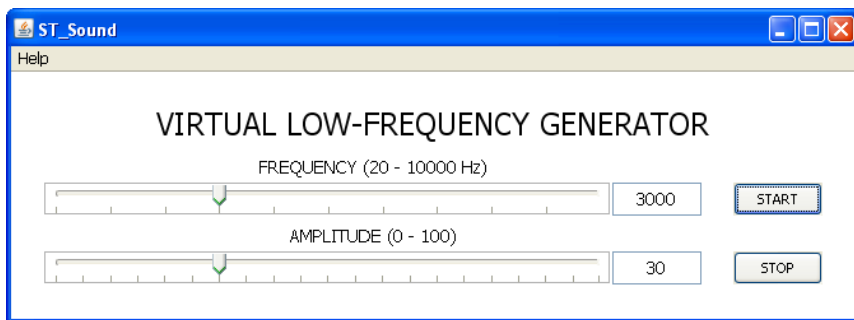 ST_Sound
Help
VIRTUAL LOW-FREQUENCY GENERATOR
FREQUENCY (20 - 10000 Hz)
3000
START
AMPLITUDE (0 - 100)
30
STOP